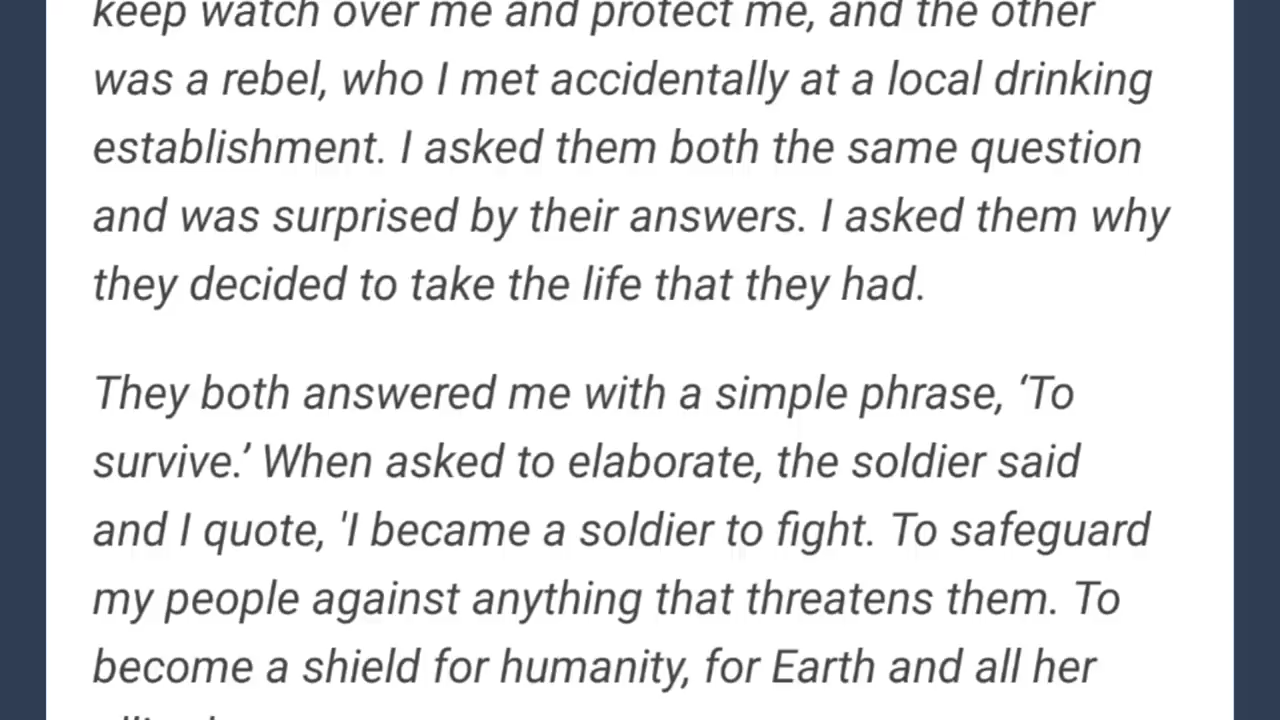 keep watch over me and protect me, and the other
was a rebel, who I met accidentally at a local drinking
establishment. I asked them both the same question
and was surprised by their answers. I asked them why
they decided to take the life that they had.
They both answered me with a simple phrase, ‘To
survive.’ When asked to elaborate, the soldier said
and I quote, 'I became a soldier to fight. To safeguard
my people against anything that threatens them. To
become a shield for humanity, for Earth and all her